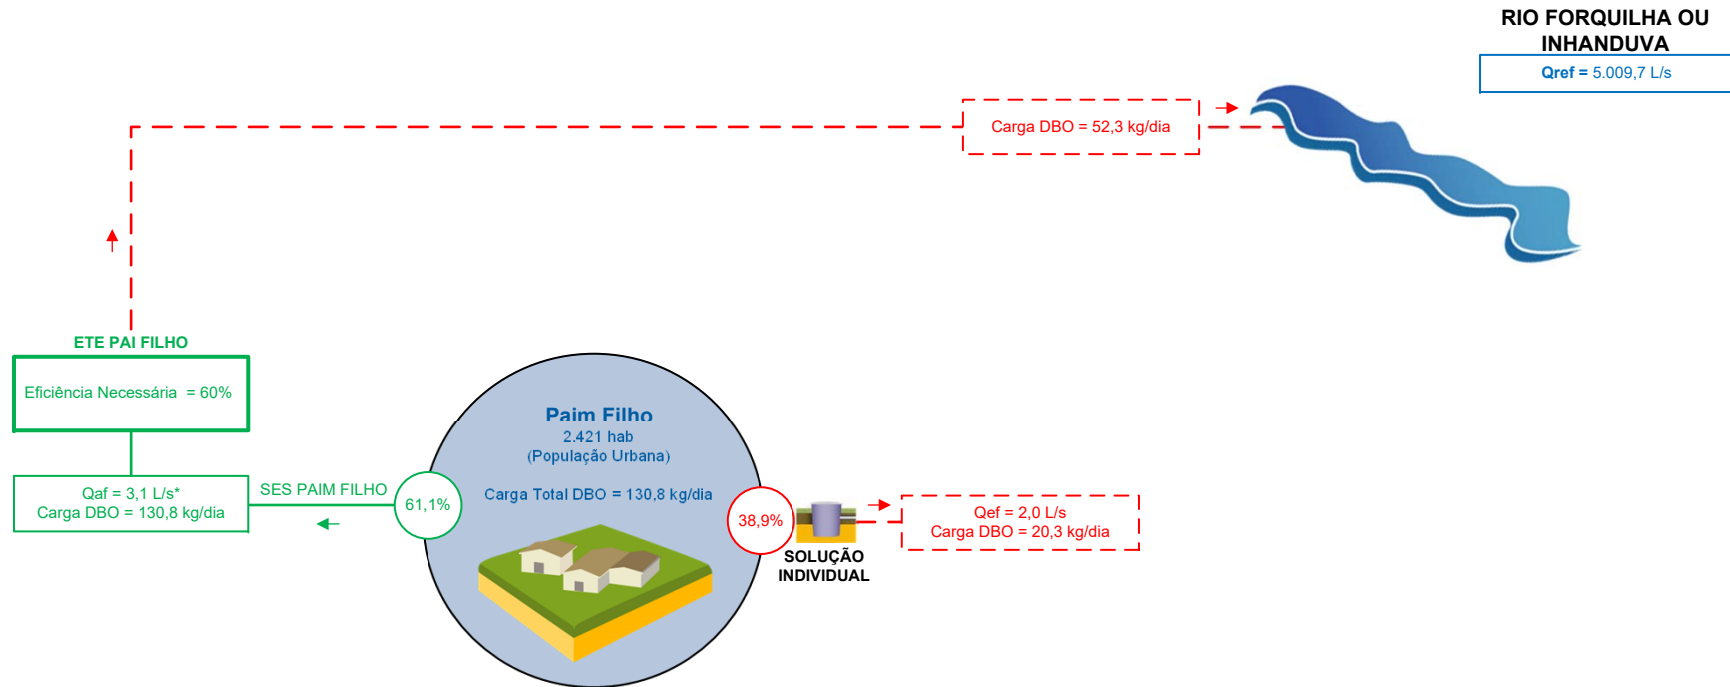 RIO FORQUILHA OU
INHANDUVA
Qref = 5.009,7 L/s
Carga DBO = 52,3 kg/dia
ETE PAI FILHO
Eficiência Necessária = 60%
Qaf = 3,1 L/s*
Carga DBO = 130,8 kg/dia
SES PAIM FILHO
61,1%
Paim Filho
2.421 hab
(População Urbana)
Carga Total DBO = 130,8 kg/dia
38,9%
SOLUÇÃO
INDIVIDUAL
Qef = 2,0 L/s
Carga DBO = 20,3 kg/dia